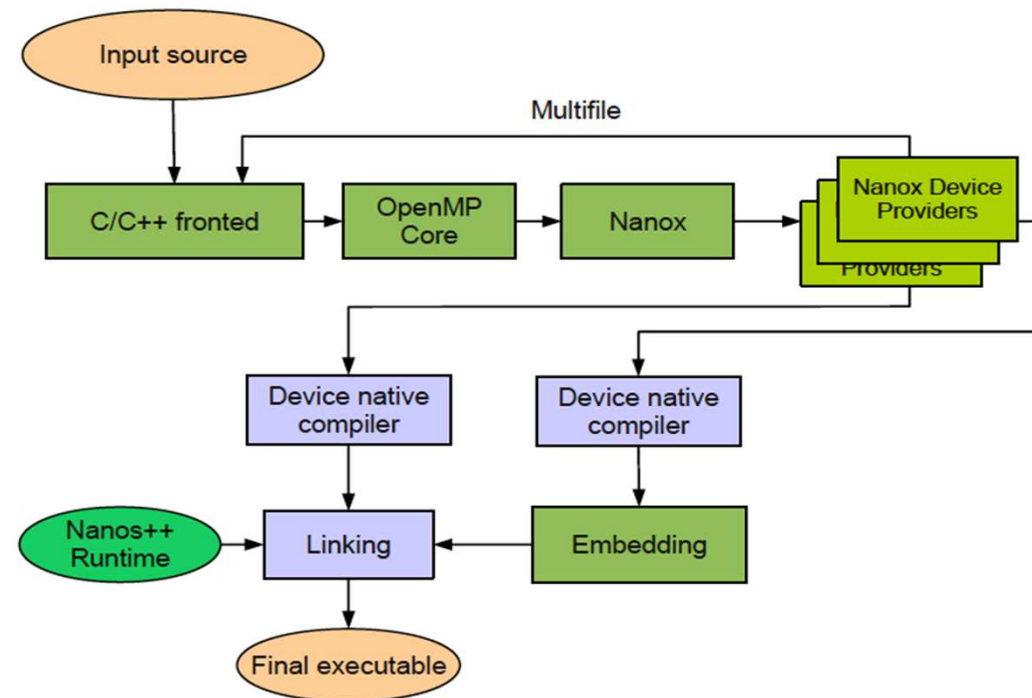 Input source
Multifile
C/C++ fronted
OpenMP
Core
Nanox
Nanox Device
Providers
Providers
Device native
compiler
Device native
compiler
Nanos++
Runtime
Linking
Embedding
Final executable